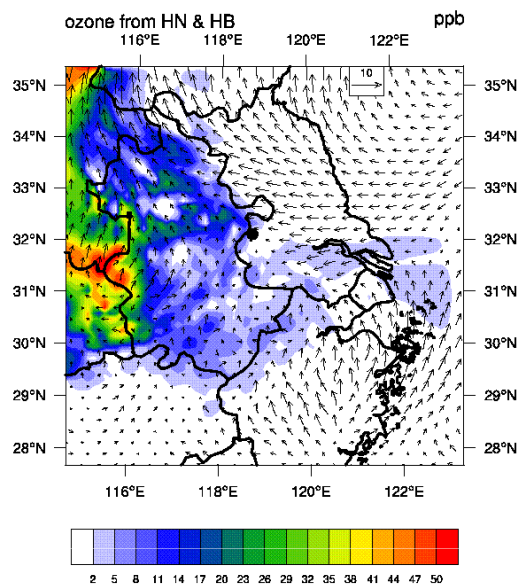 ozone from HN & HB ppb
116°E 118°E 120°E 122°E
10
35°N 35°N
34°N 34°N
33°N 33°N
32°N 32°N
31°N 31°N
30°N 30°N
29°N 29°N
28°N 28°N
116°E 118°E 120°E 122°E
2 5 8 11 14 17 20 23 26 29 32 35 38 41 44 47 50